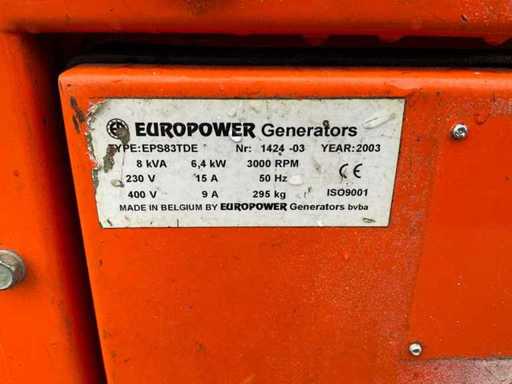 EUROPOWER Generators
TYPE:EPS83TDE Nr: 1424 -03 YEAR:2003
8 kVA 6,4 kW 3000 RPM
230 V 15 A 50 Hz CE
400 V 9 A 295 kg ISO9001
MADE IN BELGIUM BY EUROPOWER Generators bvba